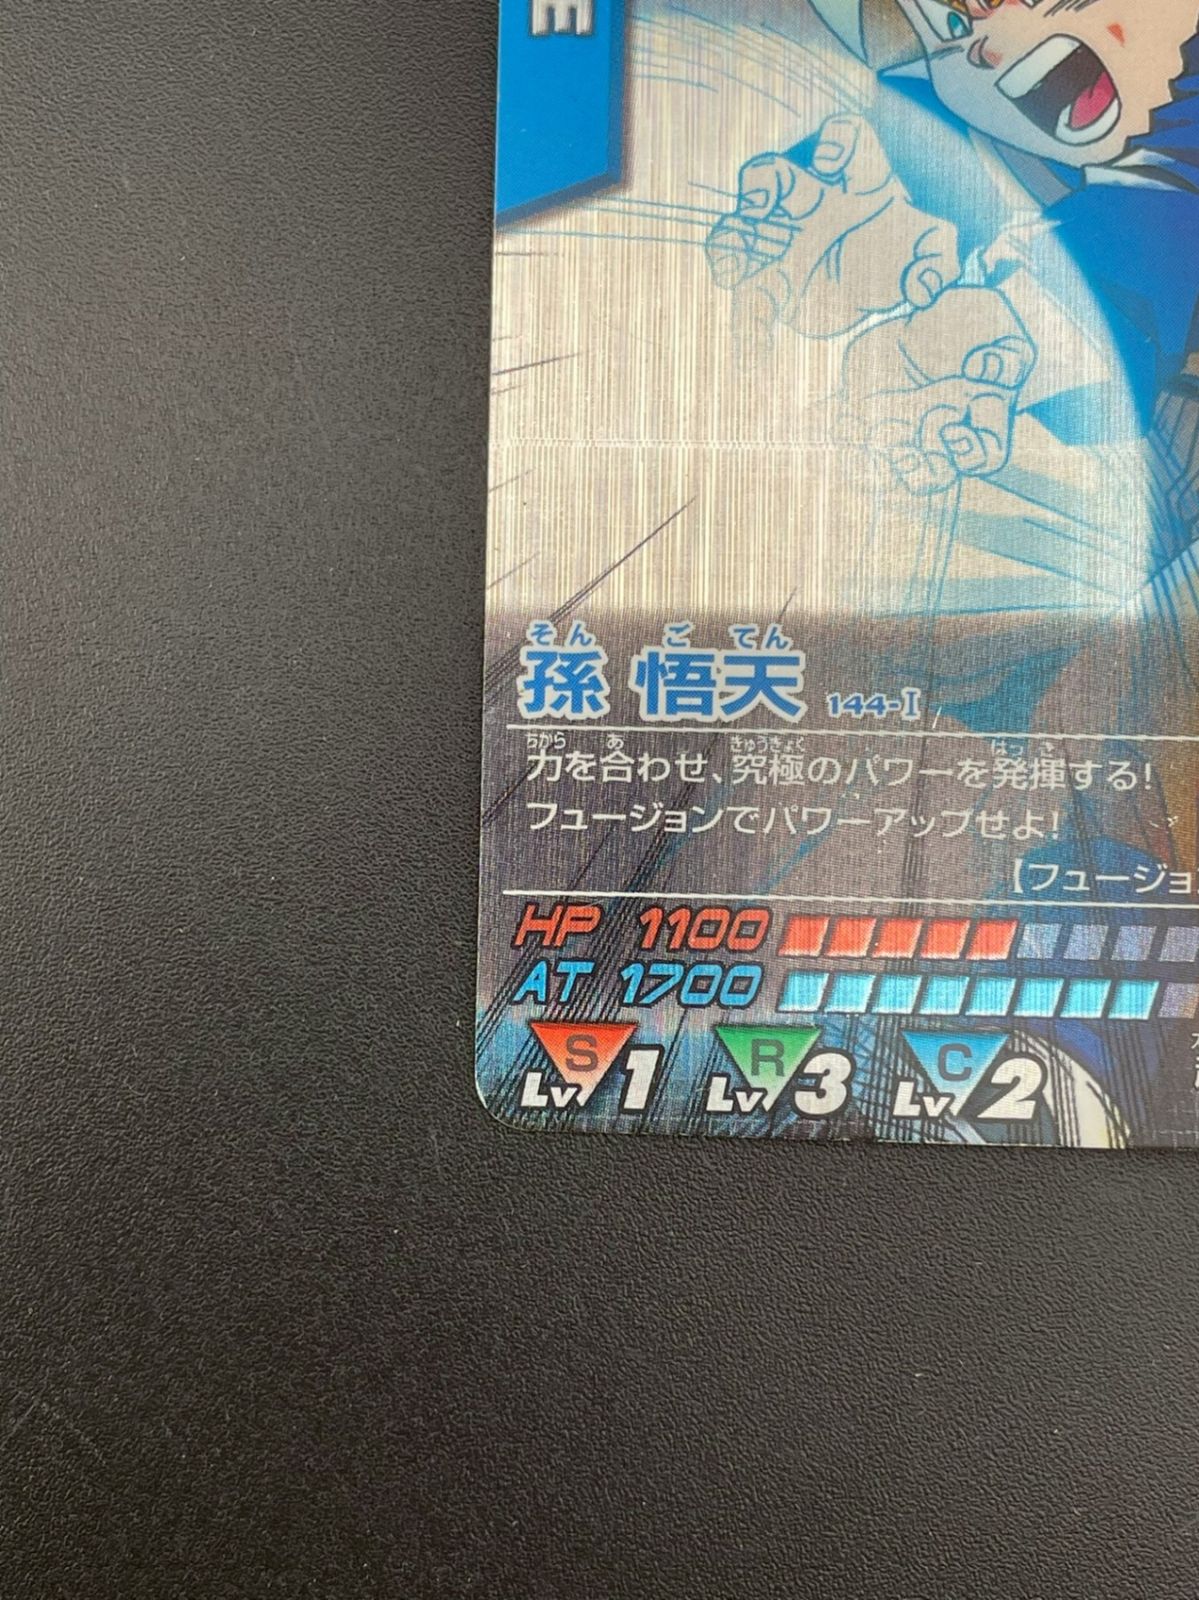 E
そん ご てん
孫 悟天 144-I
ちから あ きゅうきょく はっき
力を合わせ、究極のパワーを発揮する!
フュージョンでパワーアップせよ!
【フュージョ
HP 1100
AT 1700
S Lv 1 R Lv 3 C Lv 2